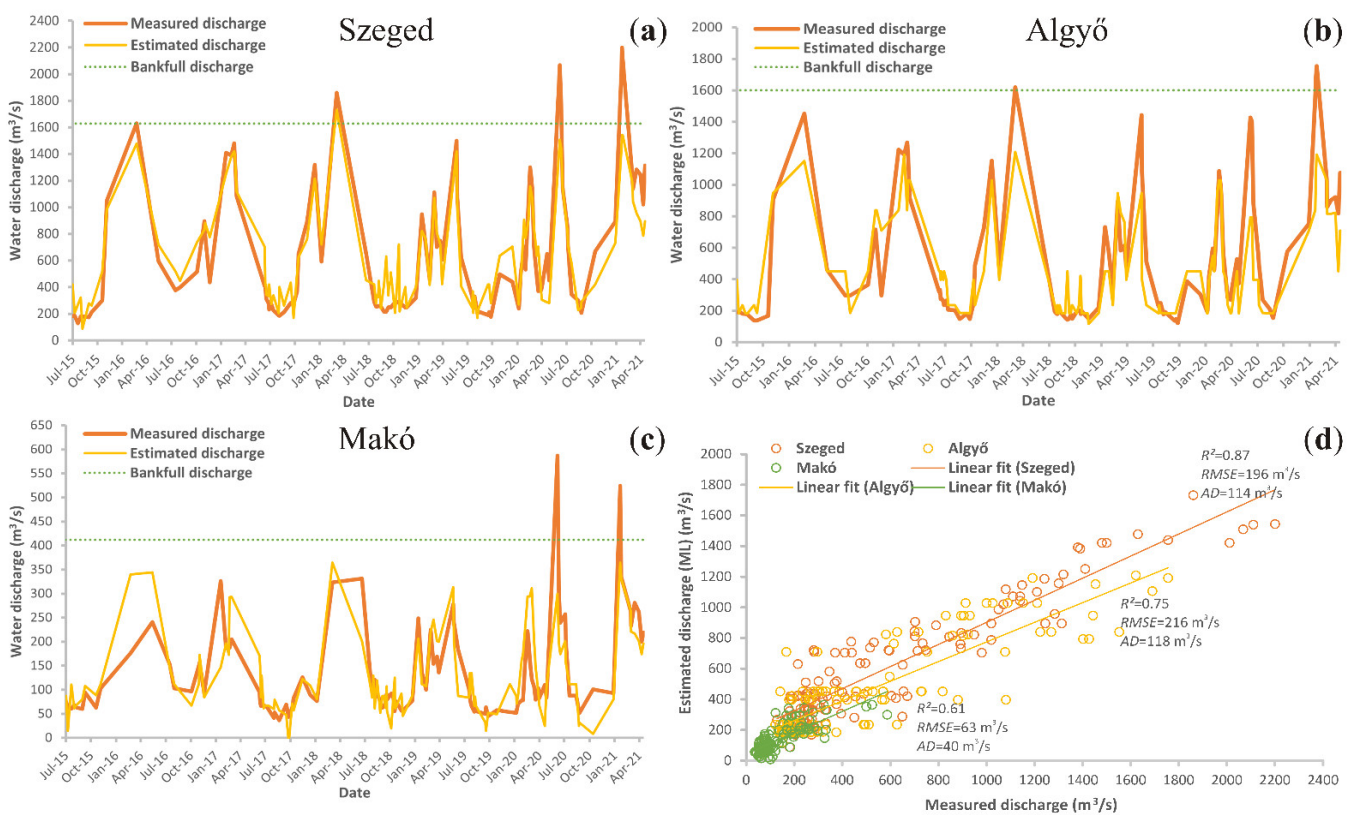 Szeged
(a)
Measured discharge
Estimated discharge
Bankfull discharge
Water discharge (m³/s)
2400
2200
2000
1800
1600
1400
1200
1000
800
600
400
200
0
Jul-15
Oct-15
Jan-16
Apr-16
Jul-16
Oct-16
Jan-17
Apr-17
Jul-17
Oct-17
Jan-18
Apr-18
Jul-18
Oct-18
Jan-19
Apr-19
Jul-19
Oct-19
Jan-20
Apr-20
Jul-20
Oct-20
Jan-21
Apr-21
Date
Algyő
(b)
Measured discharge
Estimated discharge
Bankfull discharge
Water discharge (m³/s)
2000
1800
1600
1400
1200
1000
800
600
400
200
0
Jul-15
Oct-15
Jan-16
Apr-16
Jul-16
Oct-16
Jan-17
Apr-17
Jul-17
Oct-17
Jan-18
Apr-18
Jul-18
Oct-18
Jan-19
Apr-19
Jul-19
Oct-19
Jan-20
Apr-20
Jul-20
Oct-20
Jan-21
Apr-21
Date
Makó
(c)
Measured discharge
Estimated discharge
Bankfull discharge
Water discharge (m³/s)
650
600
550
500
450
400
350
300
250
200
150
100
50
0
Jul-15
Oct-15
Jan-16
Apr-16
Jul-16
Oct-16
Jan-17
Apr-17
Jul-17
Oct-17
Jan-18
Apr-18
Jul-18
Oct-18
Jan-19
Apr-19
Jul-19
Oct-19
Jan-20
Apr-20
Jul-20
Oct-20
Jan-21
Apr-21
Date
(d)
Szeged Algyő
Makó Linear fit (Szeged)
Linear fit (Algyő) Linear fit (Makó)
R²=0.87
RMSE=196 m³/s
AD=114 m³/s
R²=0.75
RMSE=216 m³/s
AD=118 m³/s
R²=0.61
RMSE=63 m³/s
AD=40 m³/s
Estimated discharge (ML) (m³/s)
2000
1800
1600
1400
1200
1000
800
600
400
200
0
0 200 400 600 800 1000 1200 1400 1600 1800 2000 2200 2400
Measured discharge (m³/s)